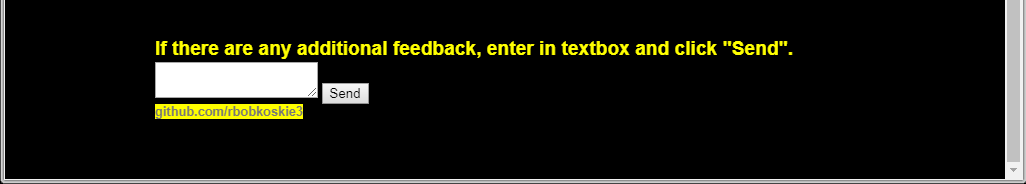 If there are any additional feedback, enter in textbox and click "Send".
Send
github.com/rbobkoskie3